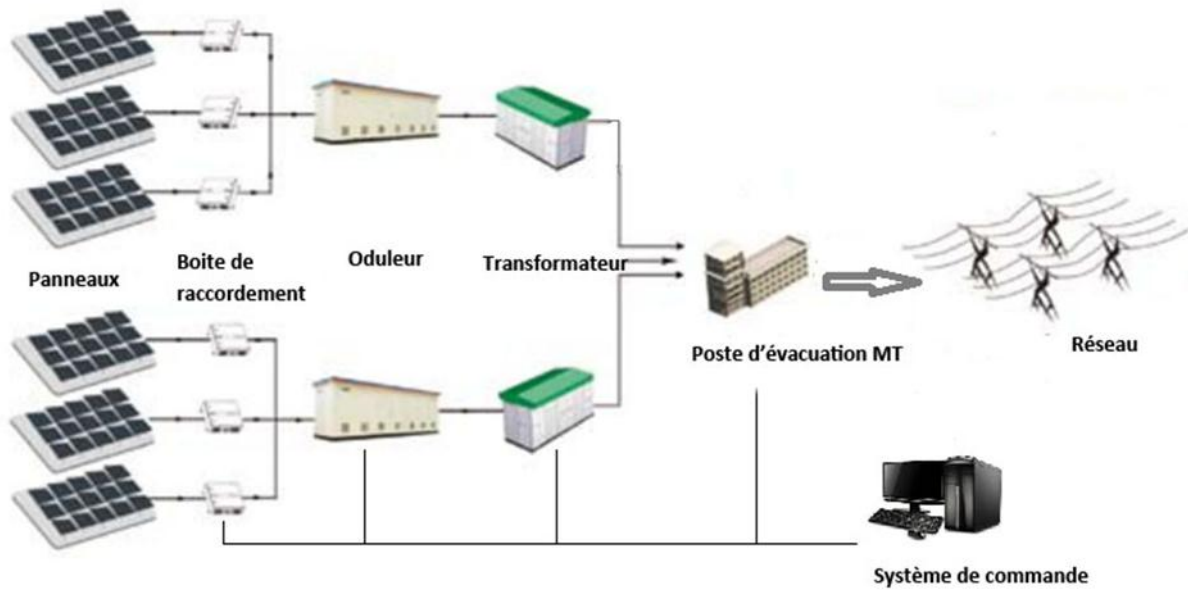 Panneaux
Boite de
raccordement
Oduleur
Transformateur
Poste d'évacuation MT
Réseau
Système de commande